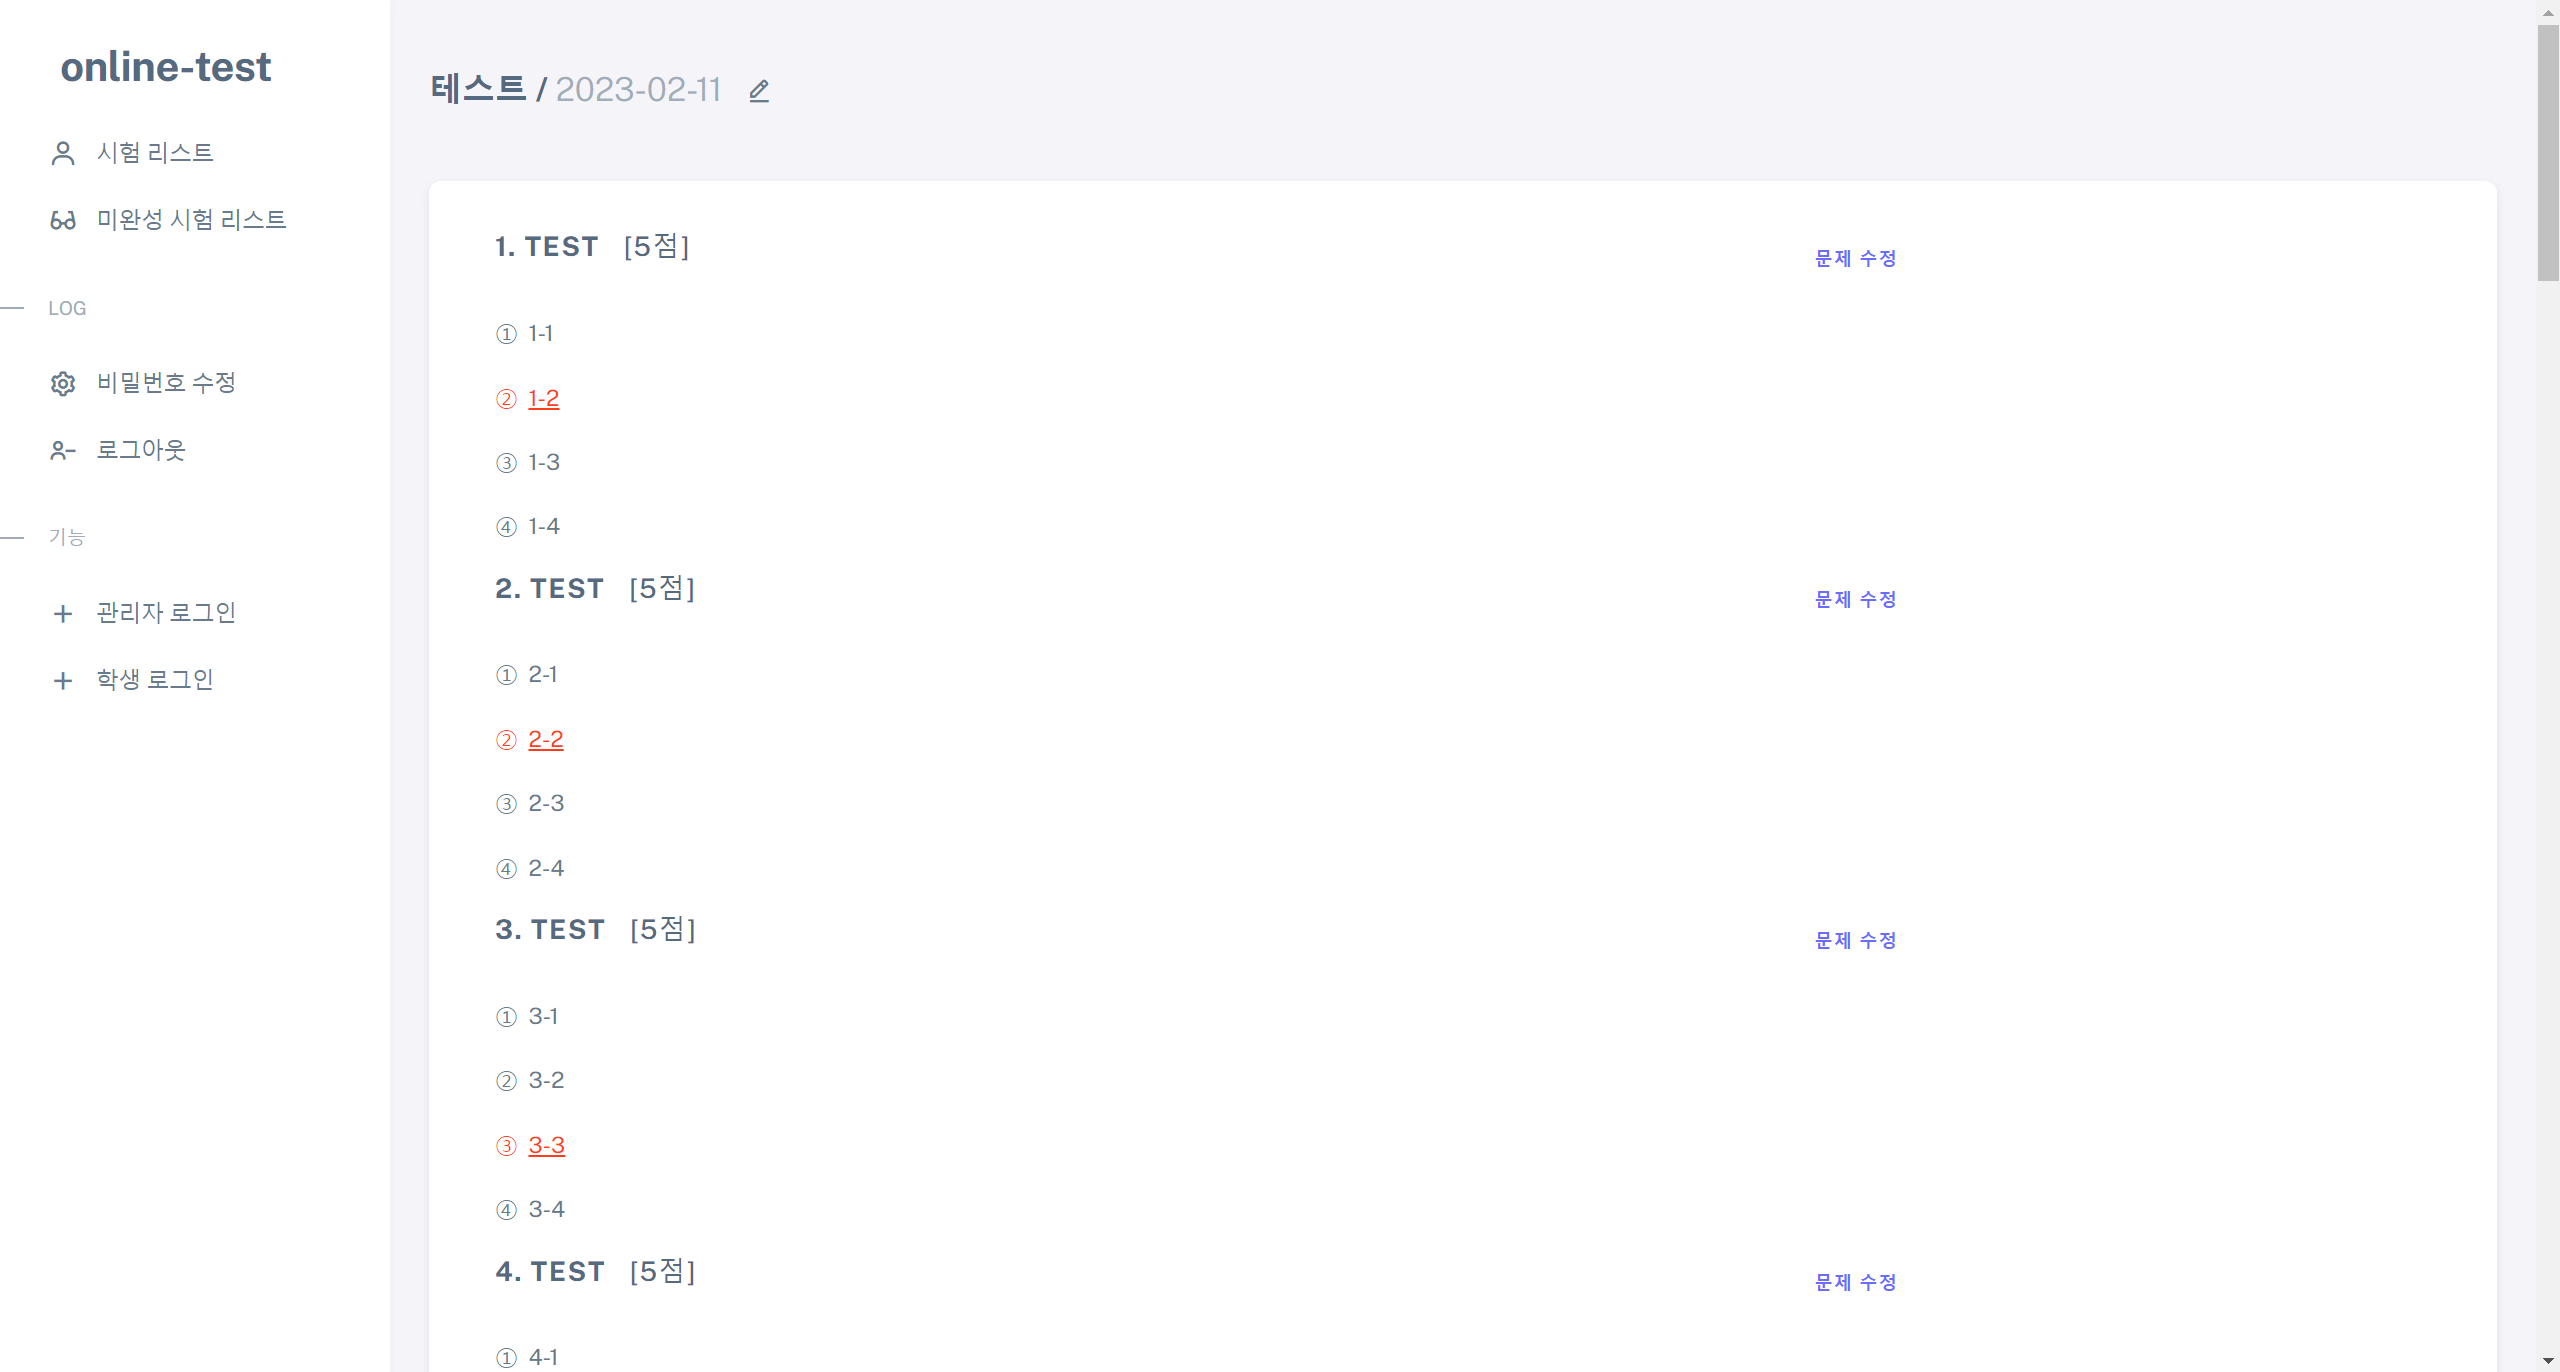 online-test
시험 리스트
미완성 시험 리스트
LOG
비밀번호 수정
로그아웃
기능
관리자 로그인
학생 로그인
테스트 / 2023-02-11
1. TEST [5점]
문제 수정
① 1-1
② 1-2
③ 1-3
④ 1-4
2. TEST [5점]
문제 수정
① 2-1
② 2-2
③ 2-3
④ 2-4
3. TEST [5점]
문제 수정
① 3-1
② 3-2
③ 3-3
④ 3-4
4. TEST [5점]
문제 수정
① 4-1